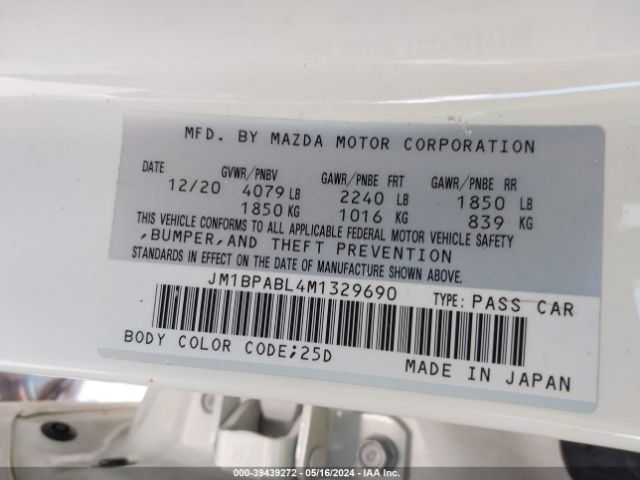 MFD. BY MAZDA MOTOR CORPORATION
DATE GVWR/PNBV GAWR/PNBE FRT GAWR/PNBE RR
12/20 4079 LB 2240 LB 1850 LB
1850 KG 1016 KG 839 KG
THIS VEHICLE CONFORMS TO ALL APPLICABLE FEDERAL MOTOR VEHICLE SAFETY
,BUMPER,AND THEFT PREVENTION
STANDARDS IN EFFECT ON THE DATE OF MANUFACTURE SHOWN ABOVE.
JM1BPABL4M1329690 TYPE: PASS CAR
BODY COLOR CODE;25D
MADE IN JAPAN
000-39439272 - 05/16/2024 - IAA Inc.